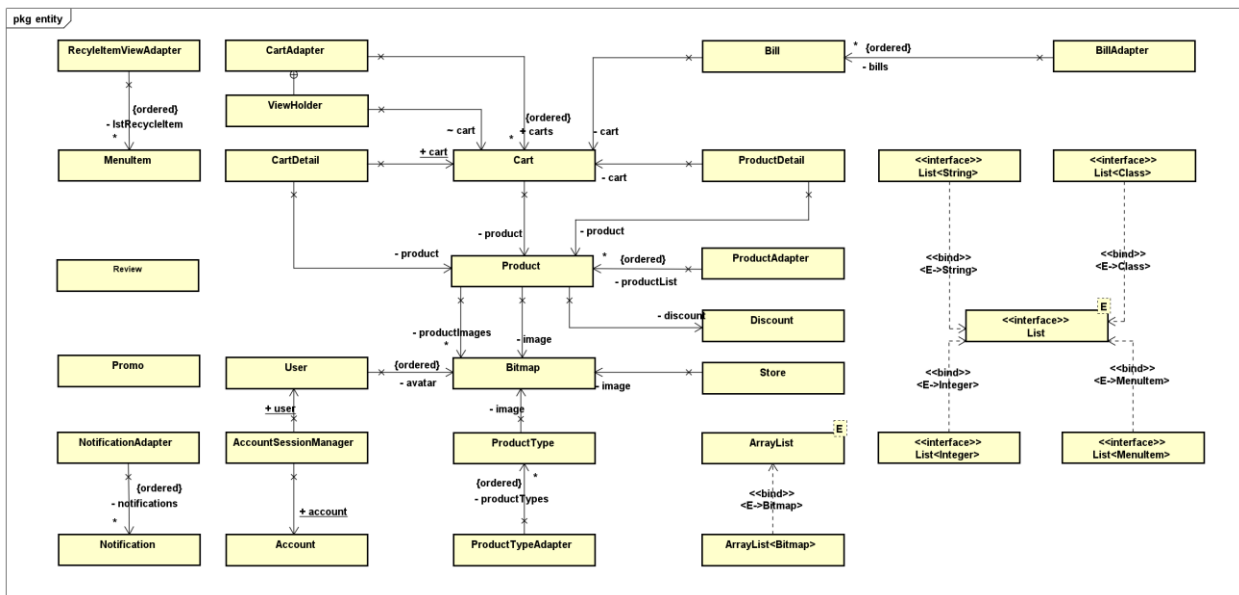 pkg entity
RecyleItemViewAdapter
CartAdapter
Bill
* {ordered}
- bills
BillAdapter
ViewHolder
{ordered}
- lstRecycleItem
*
~ cart
{ordered}
+ carts
*
- cart
MenuItem
CartDetail
+ cart
Cart
- cart
ProductDetail
<<interface>>
List<String>
<<interface>>
List<Class>
- product
- product
- product
Review
Product
* {ordered}
- productList
ProductAdapter
<<bind>>
<E->String>
<<bind>>
<E->Class>
E
<<interface>>
List
- productImages
*
- image
- discount
Discount
Promo
User
{ordered}
- avatar
Bitmap
- image
Store
<<bind>>
<E->Integer>
<<bind>>
<E->MenuItem>
+ user
- image
E
NotificationAdapter
AccountSessionManager
ProductType
ArrayList
<<interface>>
List<Integer>
<<interface>>
List<MenuItem>
{ordered}
- notifications
*
+ account
{ordered}
*
- productTypes
<<bind>>
<E->Bitmap>
Notification
Account
ProductTypeAdapter
ArrayList<Bitmap>